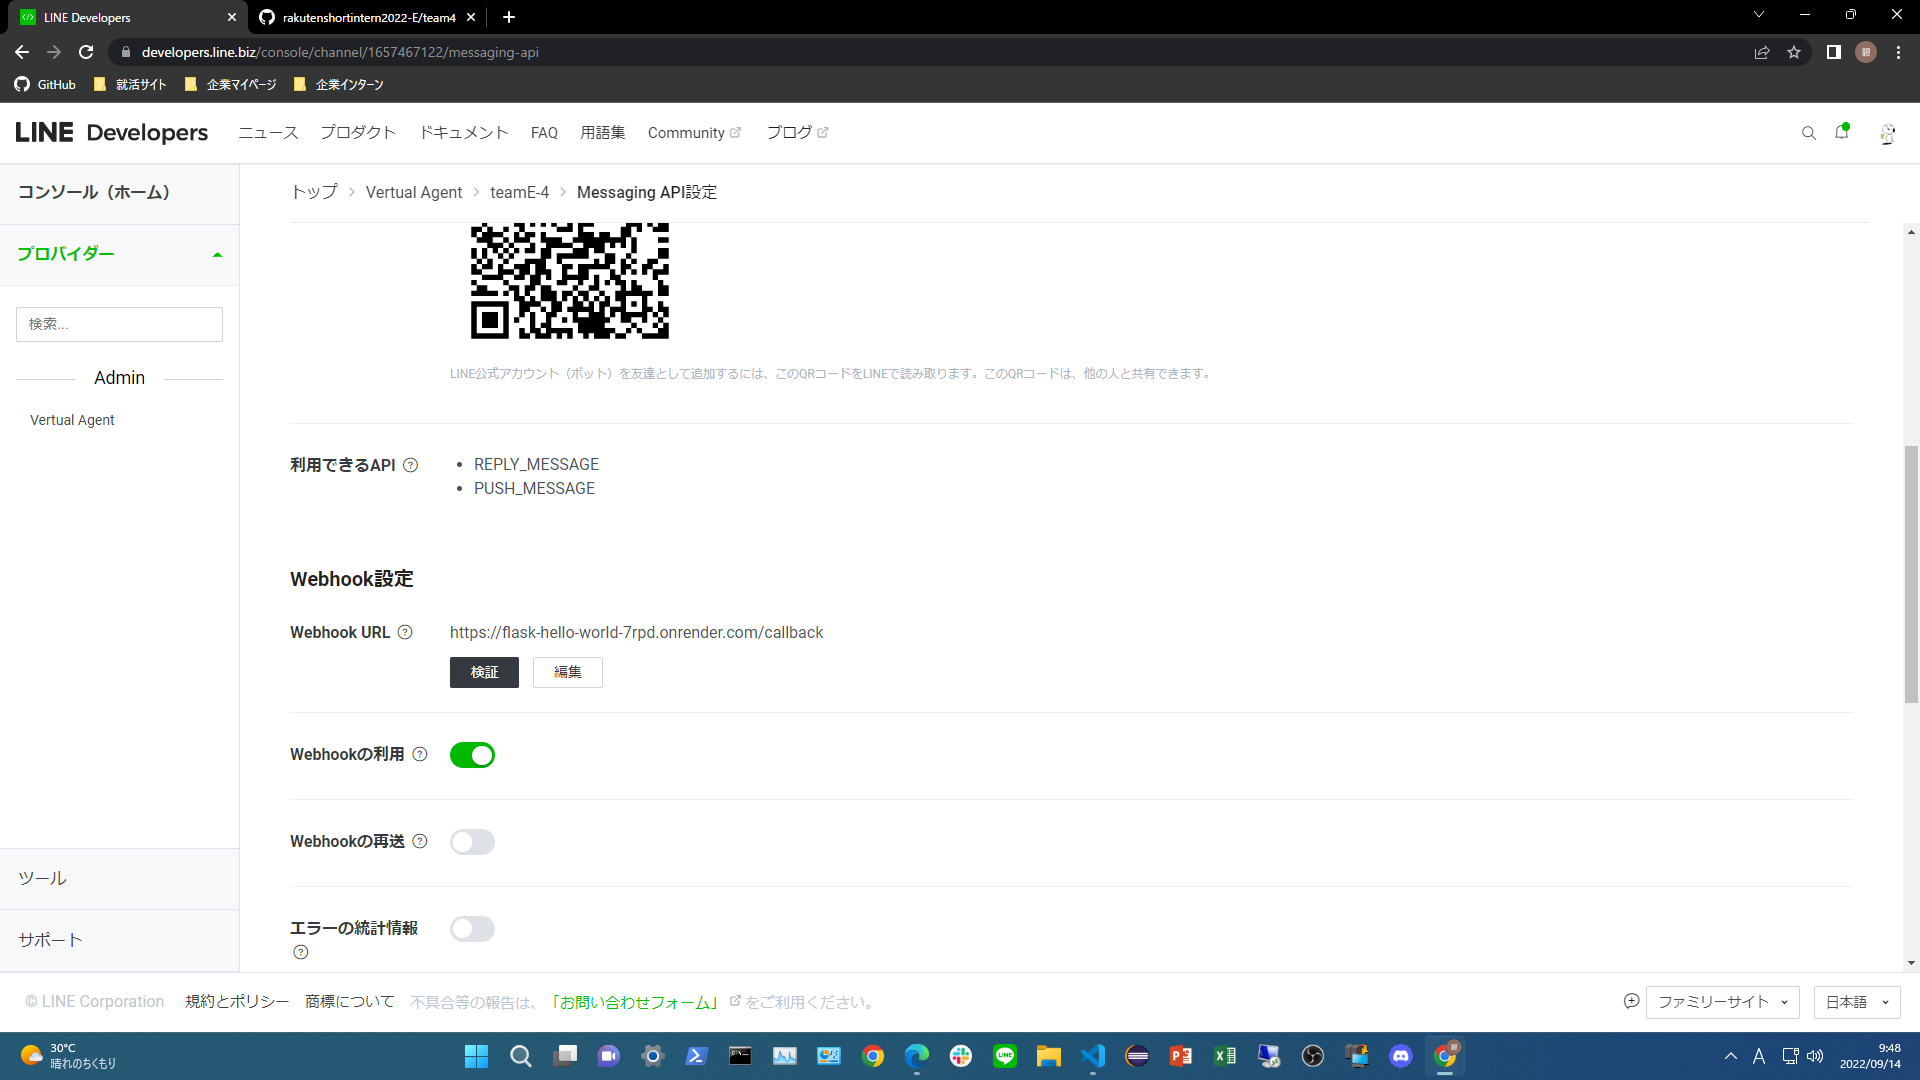 LINE Developers
rakutenshortintern2022-E/team4
developers.line.biz/console/channel/1657467122/messaging-api
GitHub
就活サイト
企業マイページ
企業インターン
LINE Developers
ニュース
プロダクト
ドキュメント
FAQ
用語集
Community
ブログ
コンソール（ホーム）
トップ > Vertual Agent > teamE-4 > Messaging API設定
プロバイダー
検索...
Admin
Vertual Agent
LINE公式アカウント（ボット）を友達として追加するには、このQRコードをLINEで読み取ります。このQRコードは、他の人と共有できます。
利用できるAPI
• REPLY_MESSAGE
• PUSH_MESSAGE
Webhook設定
Webhook URL
https://flask-hello-world-7rpd.onrender.com/callback
検証
編集
Webhookの利用
Webhookの再送
エラーの統計情報
ツール
サポート
© LINE Corporation
規約とポリシー
商標について
不具合等の報告は、「お問い合わせフォーム」をご利用ください。
ファミリーサイト
日本語
30°C
晴れのちくもり
A
9:48
2022/09/14